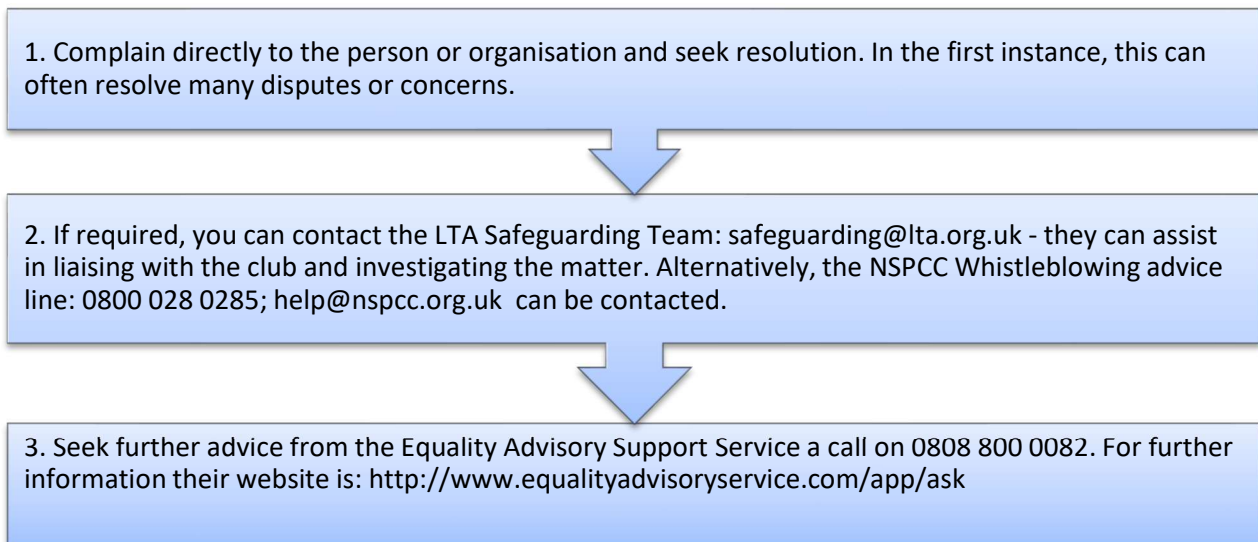 1. Complain directly to the person or organisation and seek resolution. In the first instance, this can
often resolve many disputes or concerns.
2. If required, you can contact the LTA Safeguarding Team: safeguarding@lta.org.uk - they can assist
in liaising with the club and investigating the matter. Alternatively, the NSPCC Whistleblowing advice
line: 0800 028 0285; help@nspcc.org.uk  can be contacted.
3. Seek further advice from the Equality Advisory Support Service a call on 0808 800 0082. For further
information their website is: http://www.equalityadvisoryservice.com/app/ask